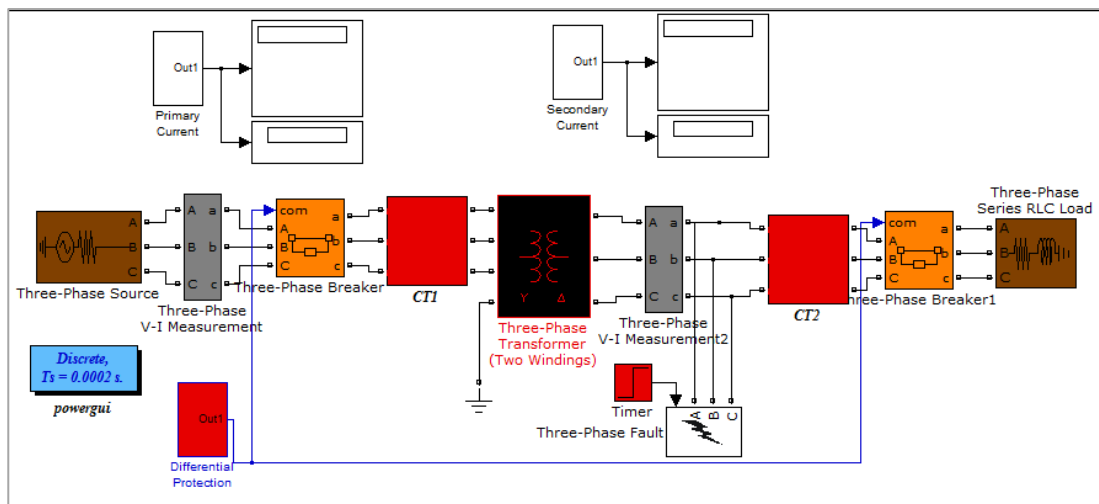 Out1
Primary
Current
Out1
Secondary
Current
A
B
C
Three-Phase Source
A
B
C
a
b
c
Three-Phase
V-I Measurement
com
A
B
C
a
b
c
Three-Phase Breaker
CT1
Y
Δ
Three-Phase
Transformer
(Two Windings)
A
B
C
a
b
c
Three-Phase
V-I Measurement2
CT2
com
A
B
C
a
b
c
hree-Phase Breaker1
Three-Phase
Series RLC Load
A
B
C
Discrete,
Ts = 0.0002 s.
powergui
Out1
Differential
Protection
Timer
A
B
C
Three-Phase Fault